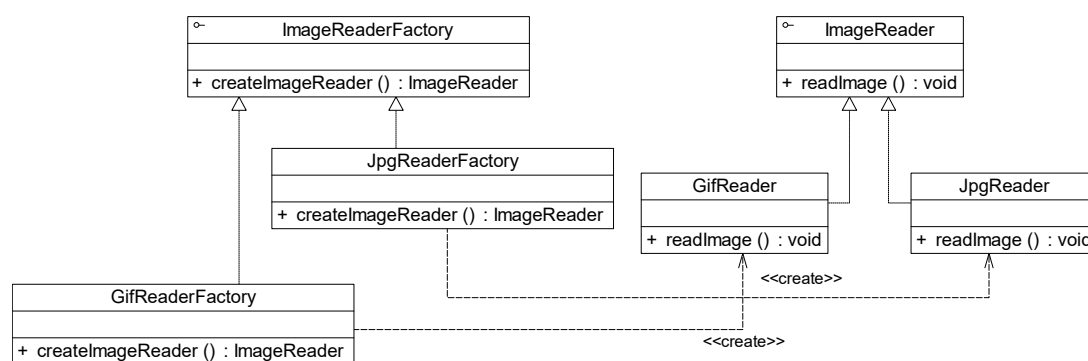 ImageReaderFactory
+ createImageReader () : ImageReader
ImageReader
+ readImage () : void
JpgReaderFactory
+ createImageReader () : ImageReader
GifReader
+ readImage () : void
JpgReader
+ readImage () : void
<<create>>
GifReaderFactory
+ createImageReader () : ImageReader
<<create>>